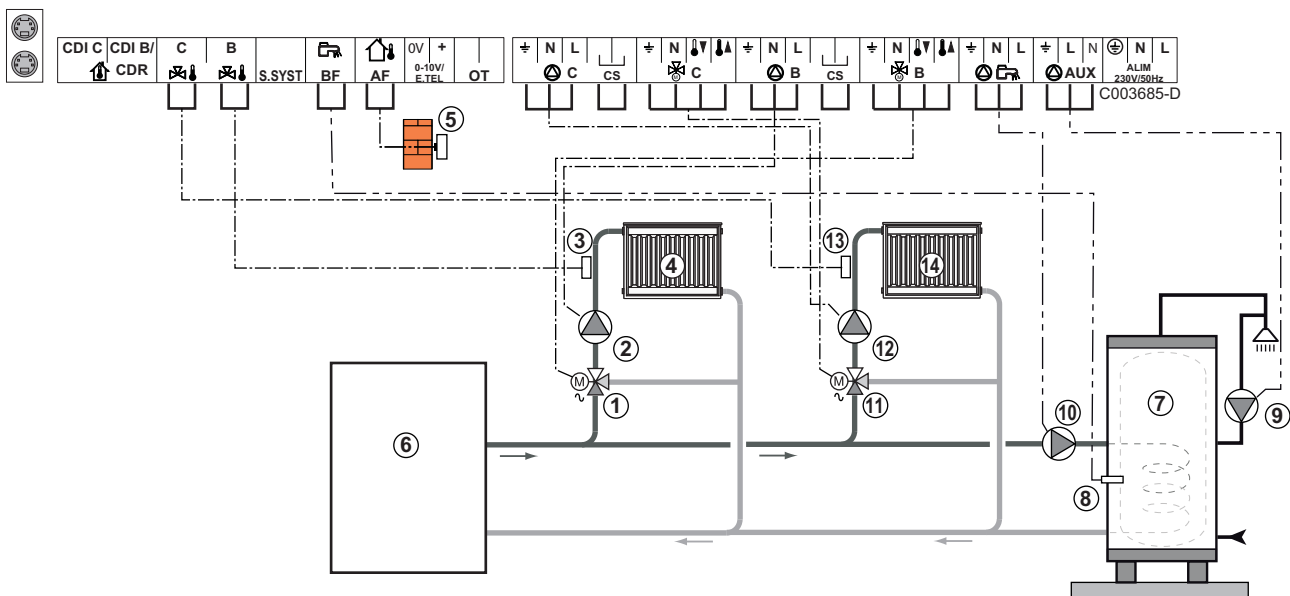 CDI C CDI B/ C B 0V + N L N N L N N L L N N L
CDR 0-10V/
S.SYST BF AF E.TEL OT C CS C B CS B AUX ALIM
230V/50Hz
C003685-D
5
3
4
13
14
2
12
M
1
M
11
6
10
7
9
8